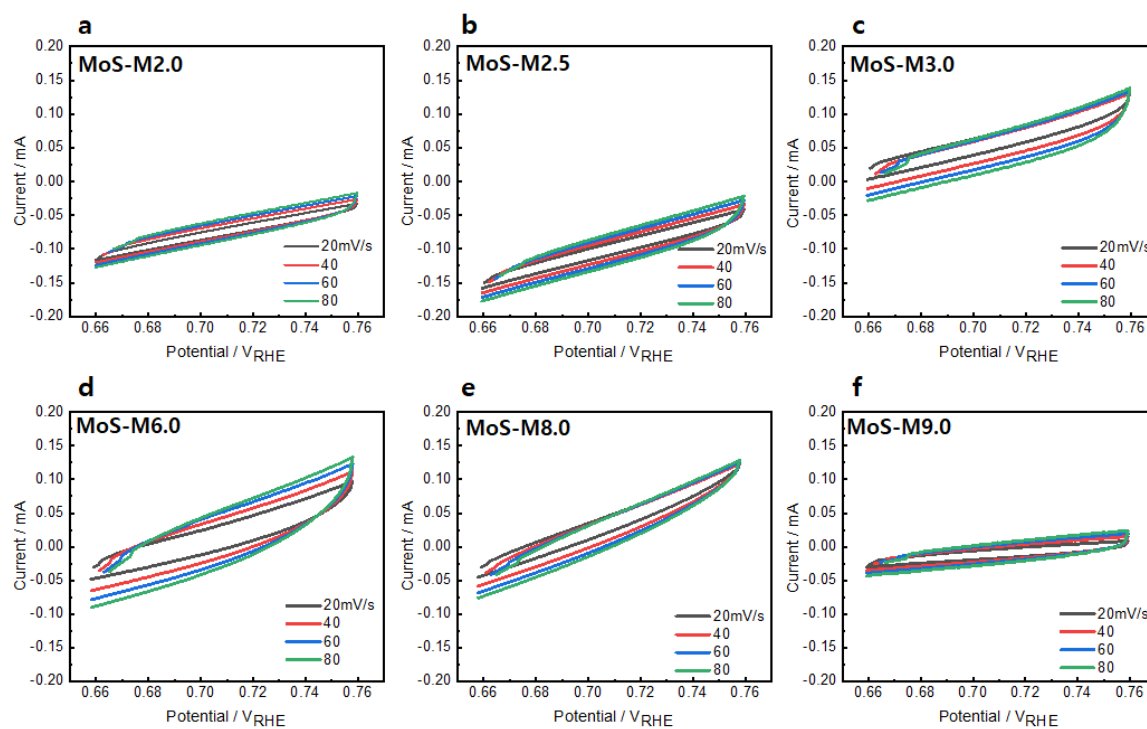 a
MoS-M2.0
0.20
0.15
0.10
0.05
0.00
-0.05
-0.10
-0.15
-0.20
Current / mA
20mV/s
40
60
80
0.66 0.68 0.70 0.72 0.74 0.76
Potential / VRHE
b
MoS-M2.5
0.20
0.15
0.10
0.05
0.00
-0.05
-0.10
-0.15
-0.20
Current / mA
20mV/s
40
60
80
0.66 0.68 0.70 0.72 0.74 0.76
Potential / VRHE
c
MoS-M3.0
0.20
0.15
0.10
0.05
0.00
-0.05
-0.10
-0.15
-0.20
Current / mA
20mV/s
40
60
80
0.66 0.68 0.70 0.72 0.74 0.76
Potential / VRHE
d
MoS-M6.0
0.20
0.15
0.10
0.05
0.00
-0.05
-0.10
-0.15
-0.20
Current / mA
20mV/s
40
60
80
0.66 0.68 0.70 0.72 0.74 0.76
Potential / VRHE
e
MoS-M8.0
0.20
0.15
0.10
0.05
0.00
-0.05
-0.10
-0.15
-0.20
Current / mA
20mV/s
40
60
80
0.66 0.68 0.70 0.72 0.74 0.76
Potential / VRHE
f
MoS-M9.0
0.20
0.15
0.10
0.05
0.00
-0.05
-0.10
-0.15
-0.20
Current / mA
20mV/s
40
60
80
0.66 0.68 0.70 0.72 0.74 0.76
Potential / VRHE